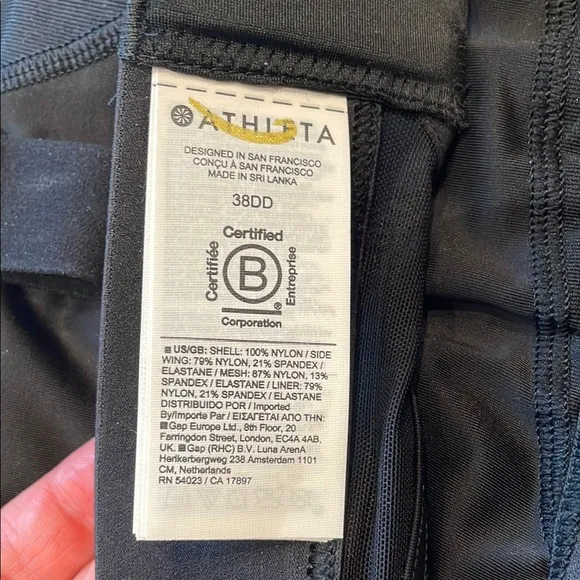 ATHLETA
DESIGNED IN SAN FRANCISCO
CONÇU À SAN FRANCISCO
MADE IN SRI LANKA
38DD
Certified
Certifiée
B
Entreprise
Corporation
US/GB: SHELL: 100% NYLON / SIDE
WING: 79% NYLON, 21% SPANDEX /
ELASTANE / MESH: 87% NYLON, 13%
SPANDEX / ELASTANE / LINER: 79%
NYLON, 21% SPANDEX / ELASTANE
DISTRIBUIDO POR / Imported
By/Importe Par / ΕΙΣΑΓΕΤΑΙ ΑΠΟ ΤΗΝ:
Gap Europe Ltd., 8th Floor, 20
Farringdon Street, London, EC4A 4AB,
UK. Gap (RHC) B.V. Luna ArenA
Herikerbergweg 238 Amsterdam 1101
CM, Netherlands
RN 54023 / CA 17897